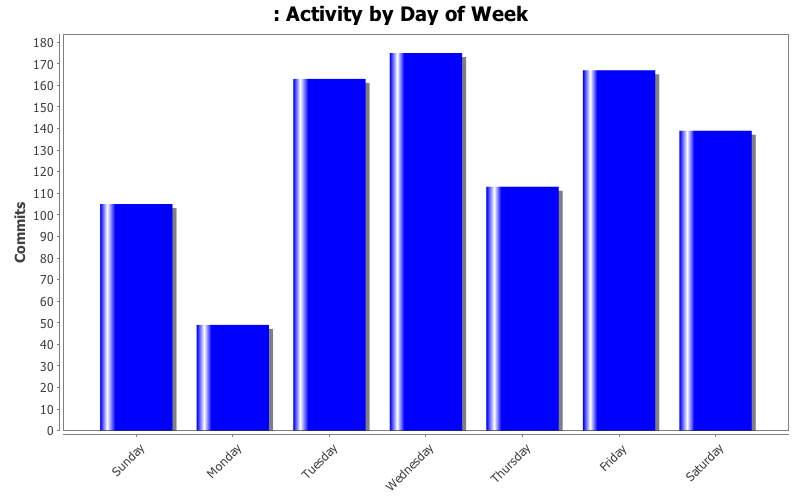 : Activity by Day of Week
180
170
160
150
140
130
120
110
100
90
80
70
60
50
40
30
20
10
0
Commits
Sunday
Monday
Tuesday
Wednesday
Thursday
Friday
Saturday